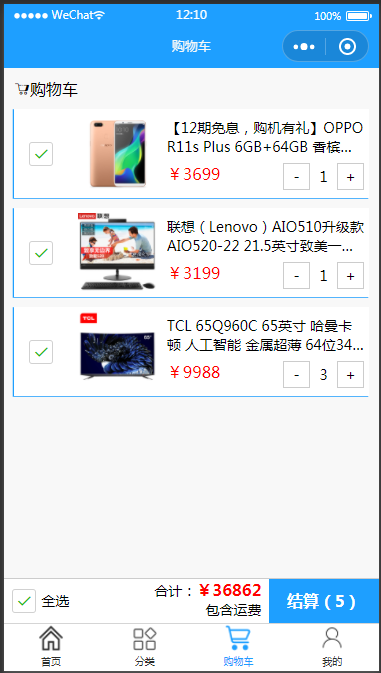 WeChat 12:10 100%
购物车
购物车
【12期免息，购机有礼】OPPO
R11s Plus 6GB+64GB 香槟...
￥3699 - 1 +
联想（Lenovo）AIO510升级款
AIO520-22 21.5英寸致美一...
￥3199 - 1 +
TCL
TCL 65Q960C 65英寸 哈曼卡
顿 人工智能 金属超薄 64位34...
￥9988 - 3 +
全选 合计：￥36862
包含运费
结算（5）
首页 分类 购物车 我的